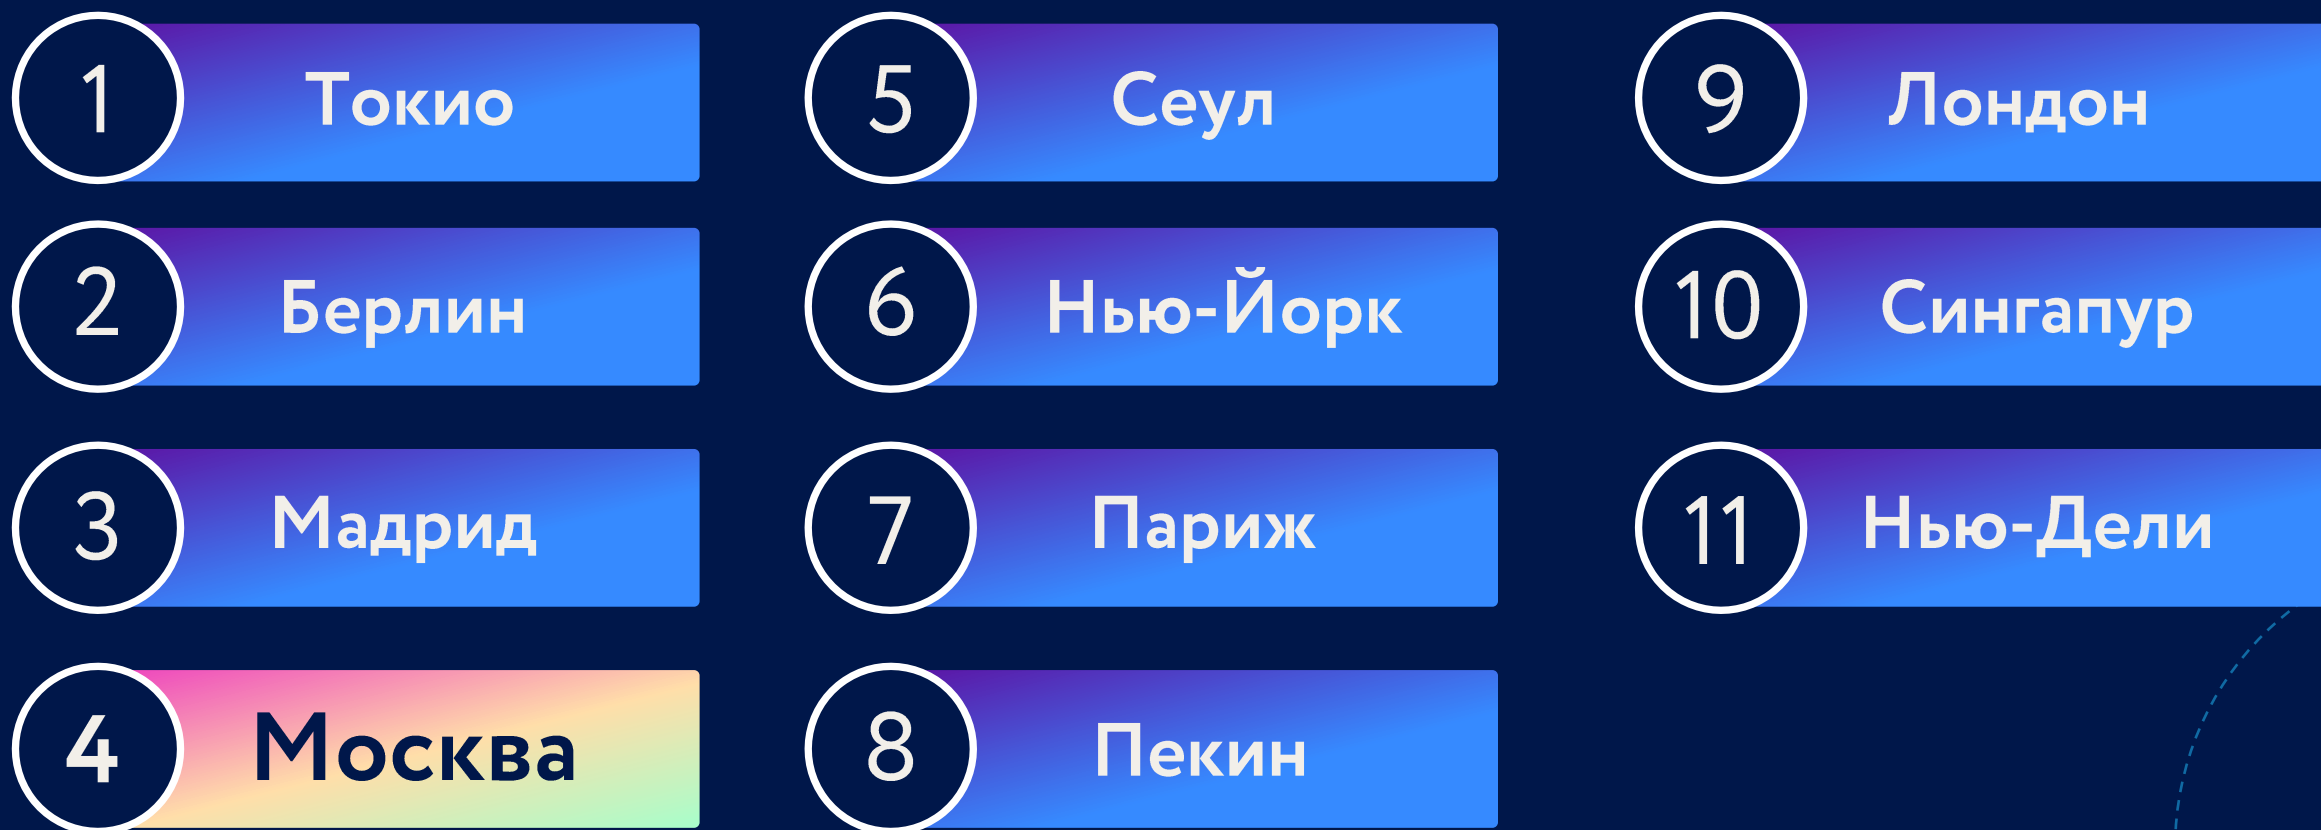 1 Токио
2 Берлин
3 Мадрид
4 Москва
5 Сеул
6 Нью-Йорк
7 Париж
8 Пекин
9 Лондон
10 Сингапур
11 Нью-Дели